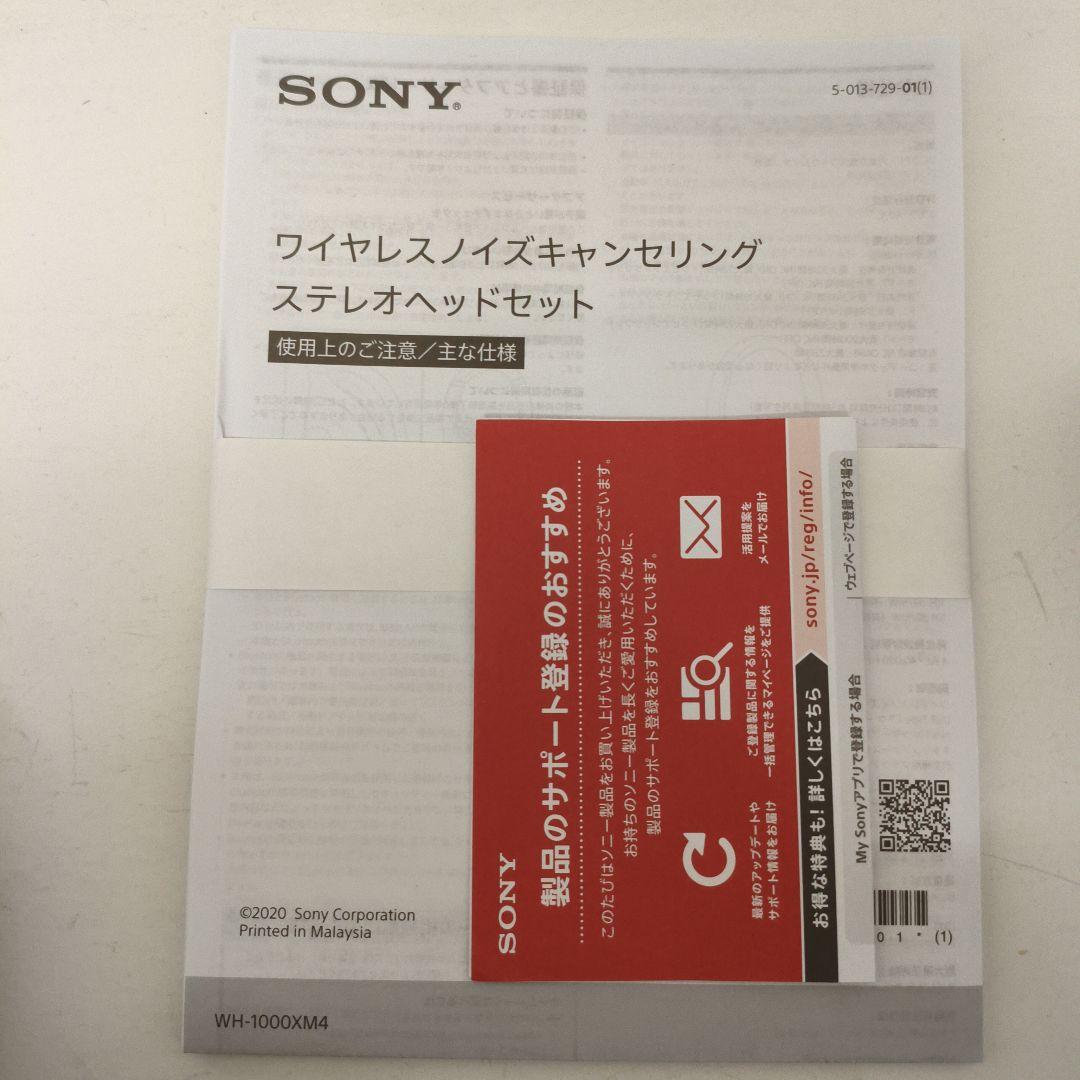 SONY®
5-013-729-01(1)
ワイヤレスノイズキャンセリング
ステレオヘッドセット
使用上のご注意／主な仕様
©2020 Sony Corporation
Printed in Malaysia
WH-1000XM4
SONY
製品のサポート登録のおすすめ
このたびはソニー製品をお買い上げいただき、誠にありがとうございます。
お持ちのソニー製品を長くご愛用いただくために、
製品のサポート登録をおすすめしています。
最新のアップデートや
サポート情報をお届け
ご登録製品に関する情報を
一括管理できるマイページをご提供
活用提案を
メールでお届け
お得な特典も!詳しくはこちら
sony.jp/reg/info/
My Sonyアプリで登録する場合
ウェブページで登録する場合
01*(1)